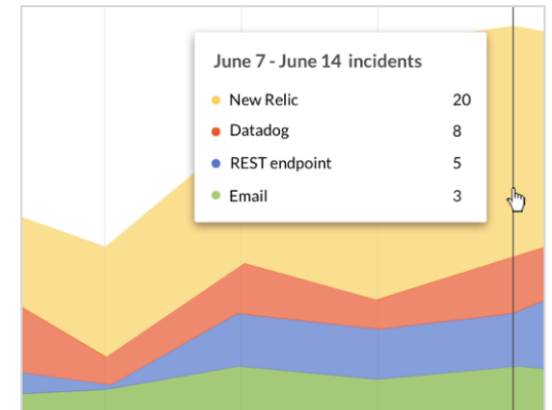 June 7 - June 14 incidents
New Relic 20
Datadog 8
REST endpoint 5
Email 3